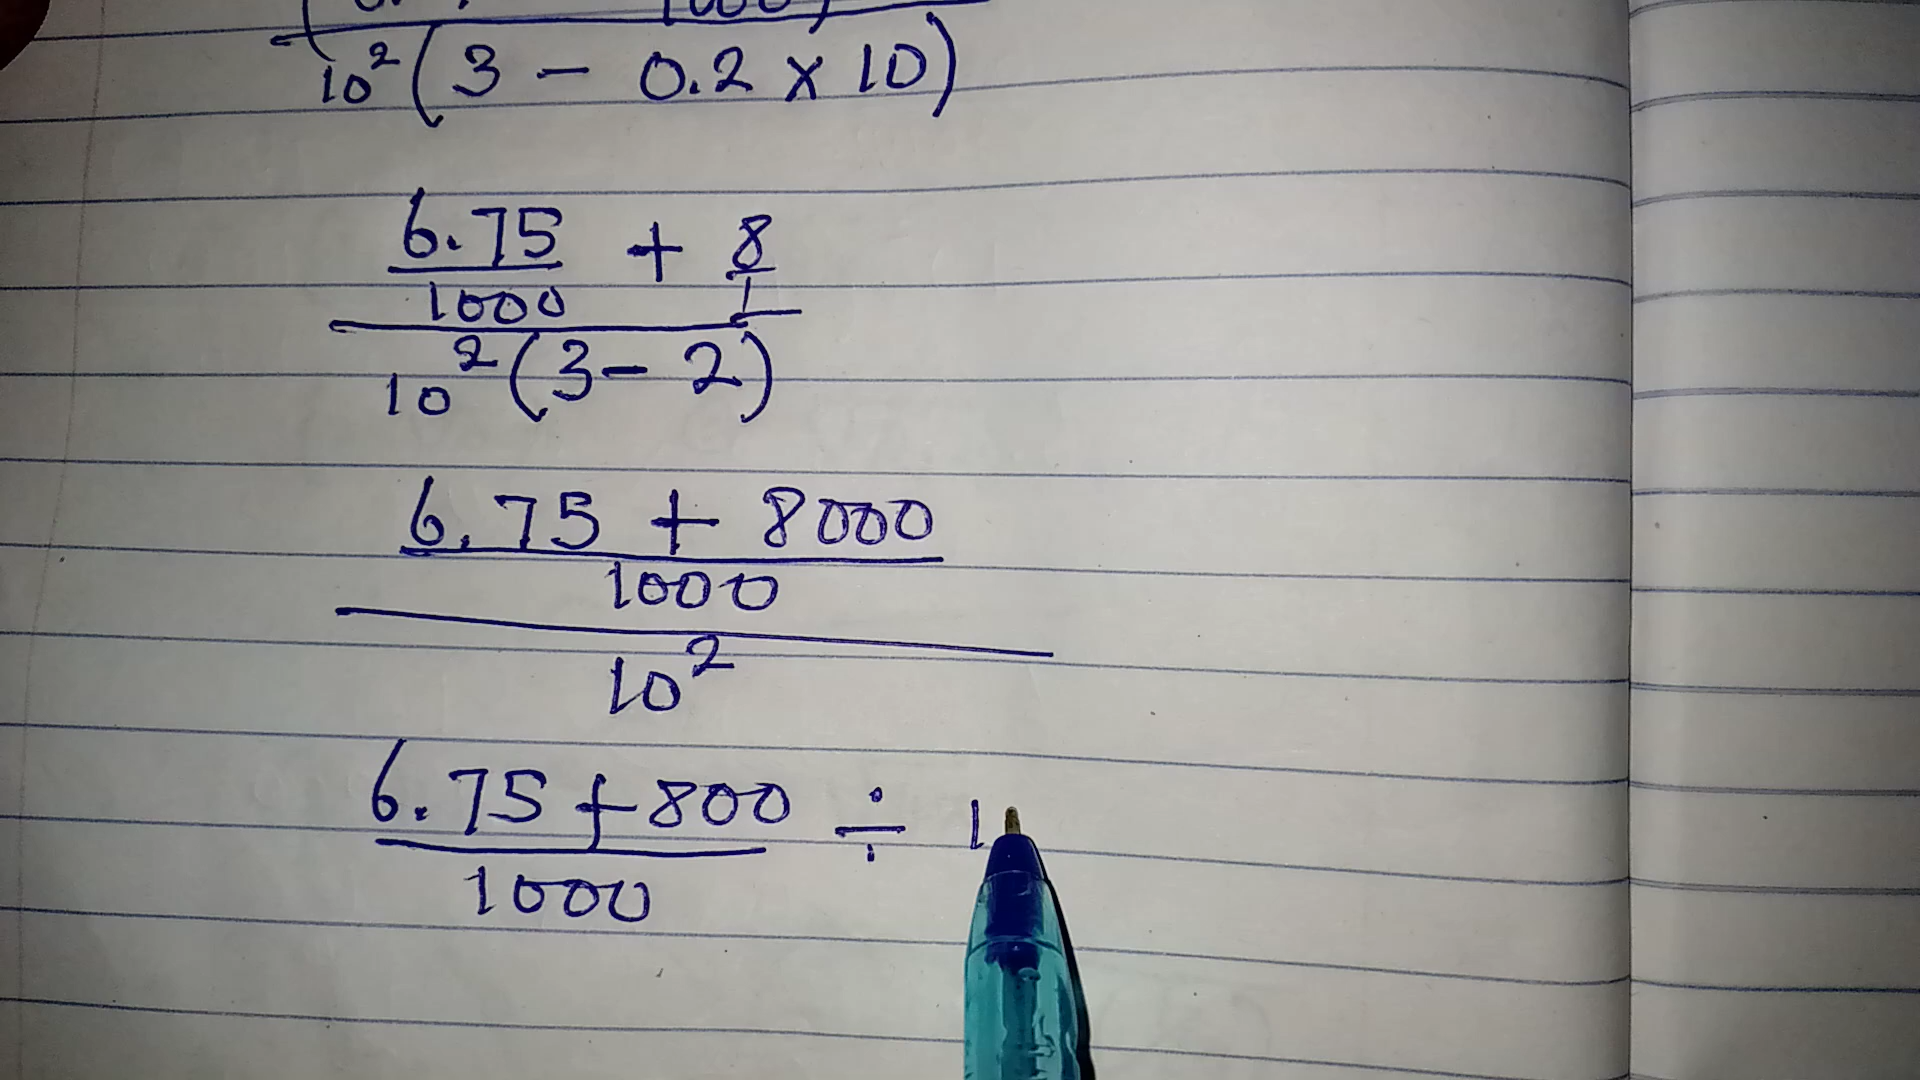 10² (3 - 0.2 × 10)
6.75 + 8
1000 1
10² (3 - 2)
6.75 + 8000
1000
10²
6.75 + 800 ÷ 1
1000